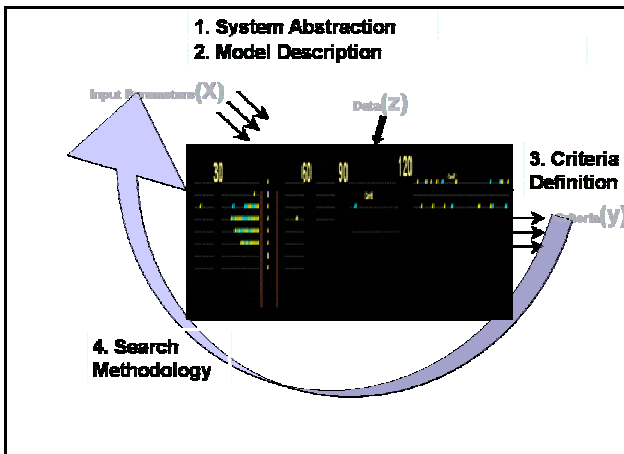 1. System Abstraction
2. Model Description
Input Parameters(X)
Data(z)
30
60
90
120
3. Criteria
Definition
Criteria(y)
4. Search
Methodology